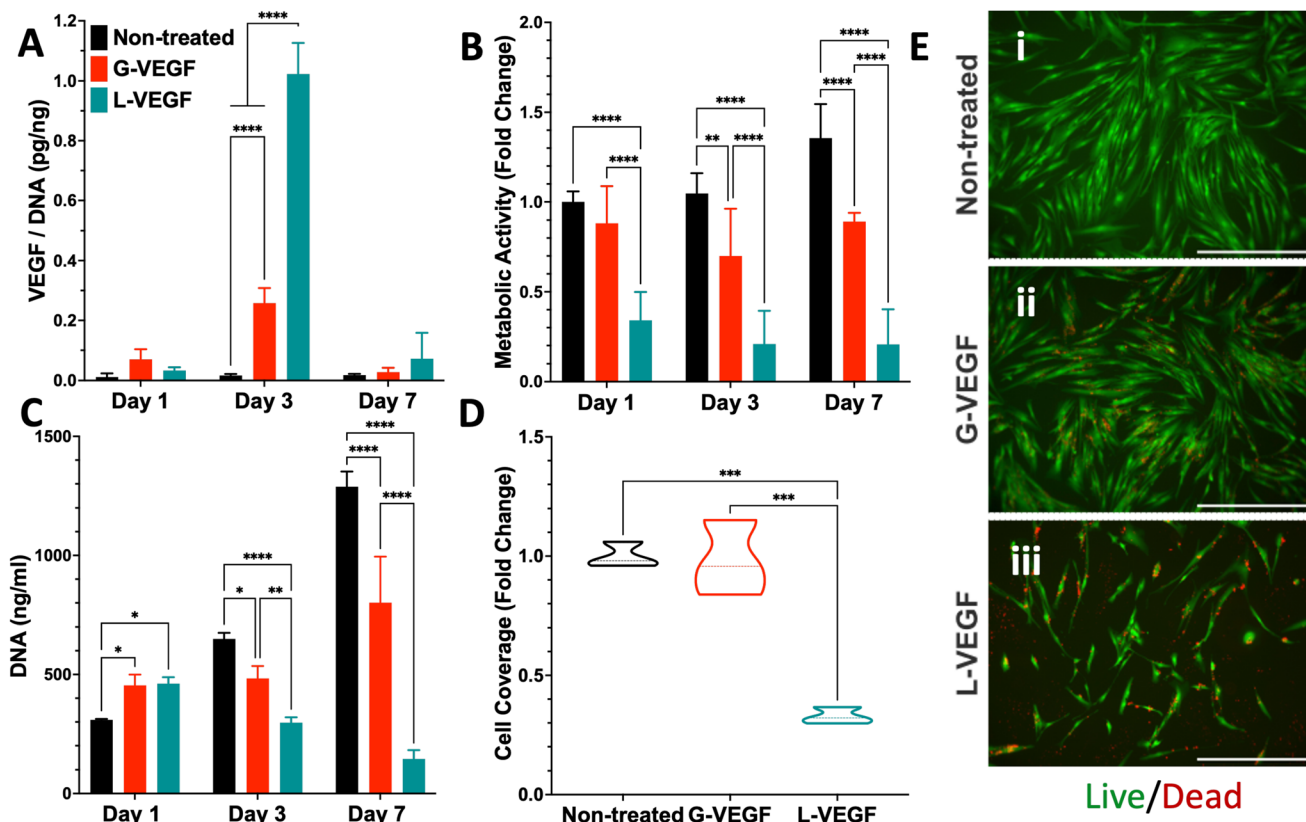 A
Non-treated
G-VEGF
L-VEGF
VEGF / DNA (pg/ng)
1.2
1.0
0.8
0.6
0.4
0.2
0.0
****
****
Day 1
Day 3
Day 7
B
Metabolic Activity (Fold Change)
2.0
1.5
1.0
0.5
0.0
****
****
****
**
****
****
****
****
Day 1
Day 3
Day 7
C
DNA (ng/ml)
1500
1000
500
0
*
*
****
*
**
****
****
****
Day 1
Day 3
Day 7
D
Cell Coverage (Fold Change)
1.5
1.0
0.5
0.0
***
***
Non-treated
G-VEGF
L-VEGF
E
Non-treated
i
G-VEGF
ii
L-VEGF
iii
Live/Dead